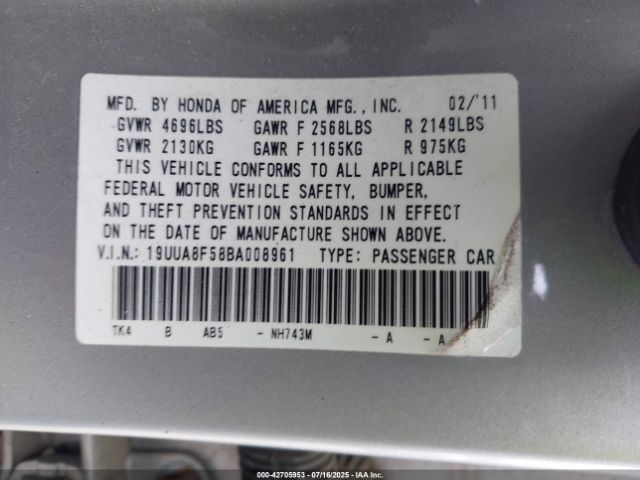 MFD. BY HONDA OF AMERICA MFG., INC. 02/'11
GVWR 4696LBS GAWR F 2568LBS R 2149LBS
GVWR 2130KG GAWR F 1165KG R 975KG
THIS VEHICLE CONFORMS TO ALL APPLICABLE
FEDERAL MOTOR VEHICLE SAFETY, BUMPER,
AND THEFT PREVENTION STANDARDS IN EFFECT
ON THE DATE OF MANUFACTURE SHOWN ABOVE.
V.I.N.: 19UUA8F58BA008961 TYPE: PASSENGER CAR
TK4 B AB5 - NH743M - A - A
000-42705953 | 07/16/2025 - IAA Inc.